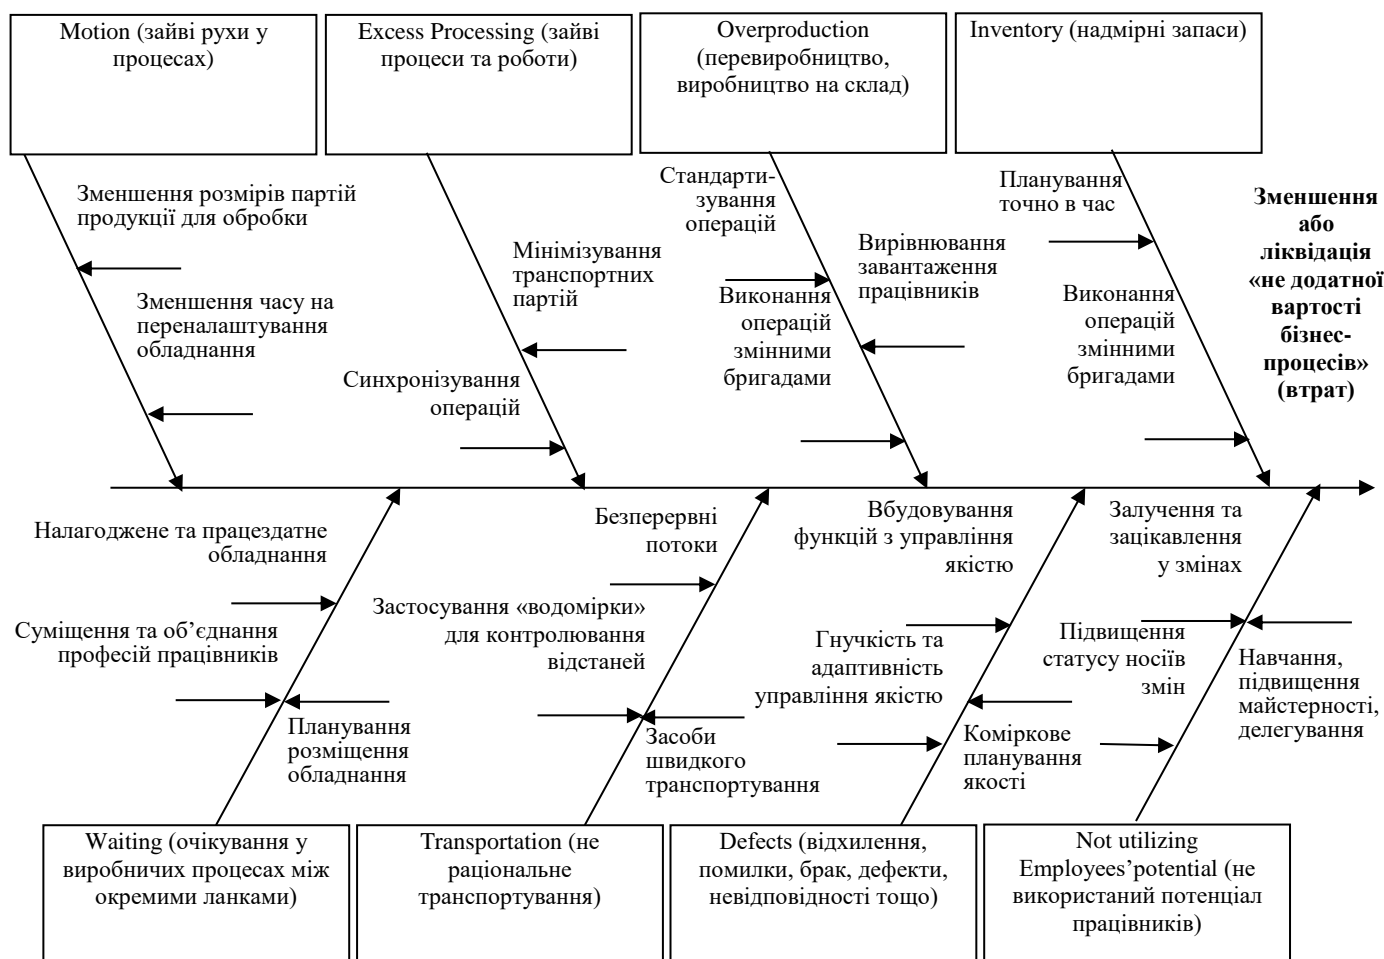 Motion (зайві рухи у
процесах)
Excess Processing (зайві
процеси та роботи)
Overproduction
(перевиробництво,
виробництво на склад)
Inventory (надмірні запаси)
Зменшення розмірів партій
продукції для обробки
Зменшення часу на
переналаштування
обладнання
Мінімізування
транспортних
партій
Синхронізування
операцій
Стандарти-
зування
операцій
Вирівнювання
завантаження
працівників
Виконання
операцій
змінними
бригадами
Планування
точно в час
Виконання
операцій
змінними
бригадами
Зменшення
або
ліквідація
«не додатної
вартості
бізнес-
процесів»
(втрат)
Налагоджене та працездатне
обладнання
Суміщення та об’єднання
професій працівників
Планування
розміщення
обладнання
Безперервні
потоки
Застосування «водомірки»
для контролювання
відстаней
Засоби
швидкого
транспортування
Вбудовування
функцій з управління
якістю
Гнучкість та
адаптивність
управління якістю
Коміркове
планування
якості
Залучення та
зацікавлення
у змінах
Підвищення
статусу носіїв
змін
Навчання,
підвищення
майстерності,
делегування
Waiting (очікування у
виробничих процесах між
окремими ланками)
Transportation (не
раціональне
транспортування)
Defects (відхилення,
помилки, брак, дефекти,
невідповідності тощо)
Not utilizing
Employees’potential (не
використаний потенціал
працівників)